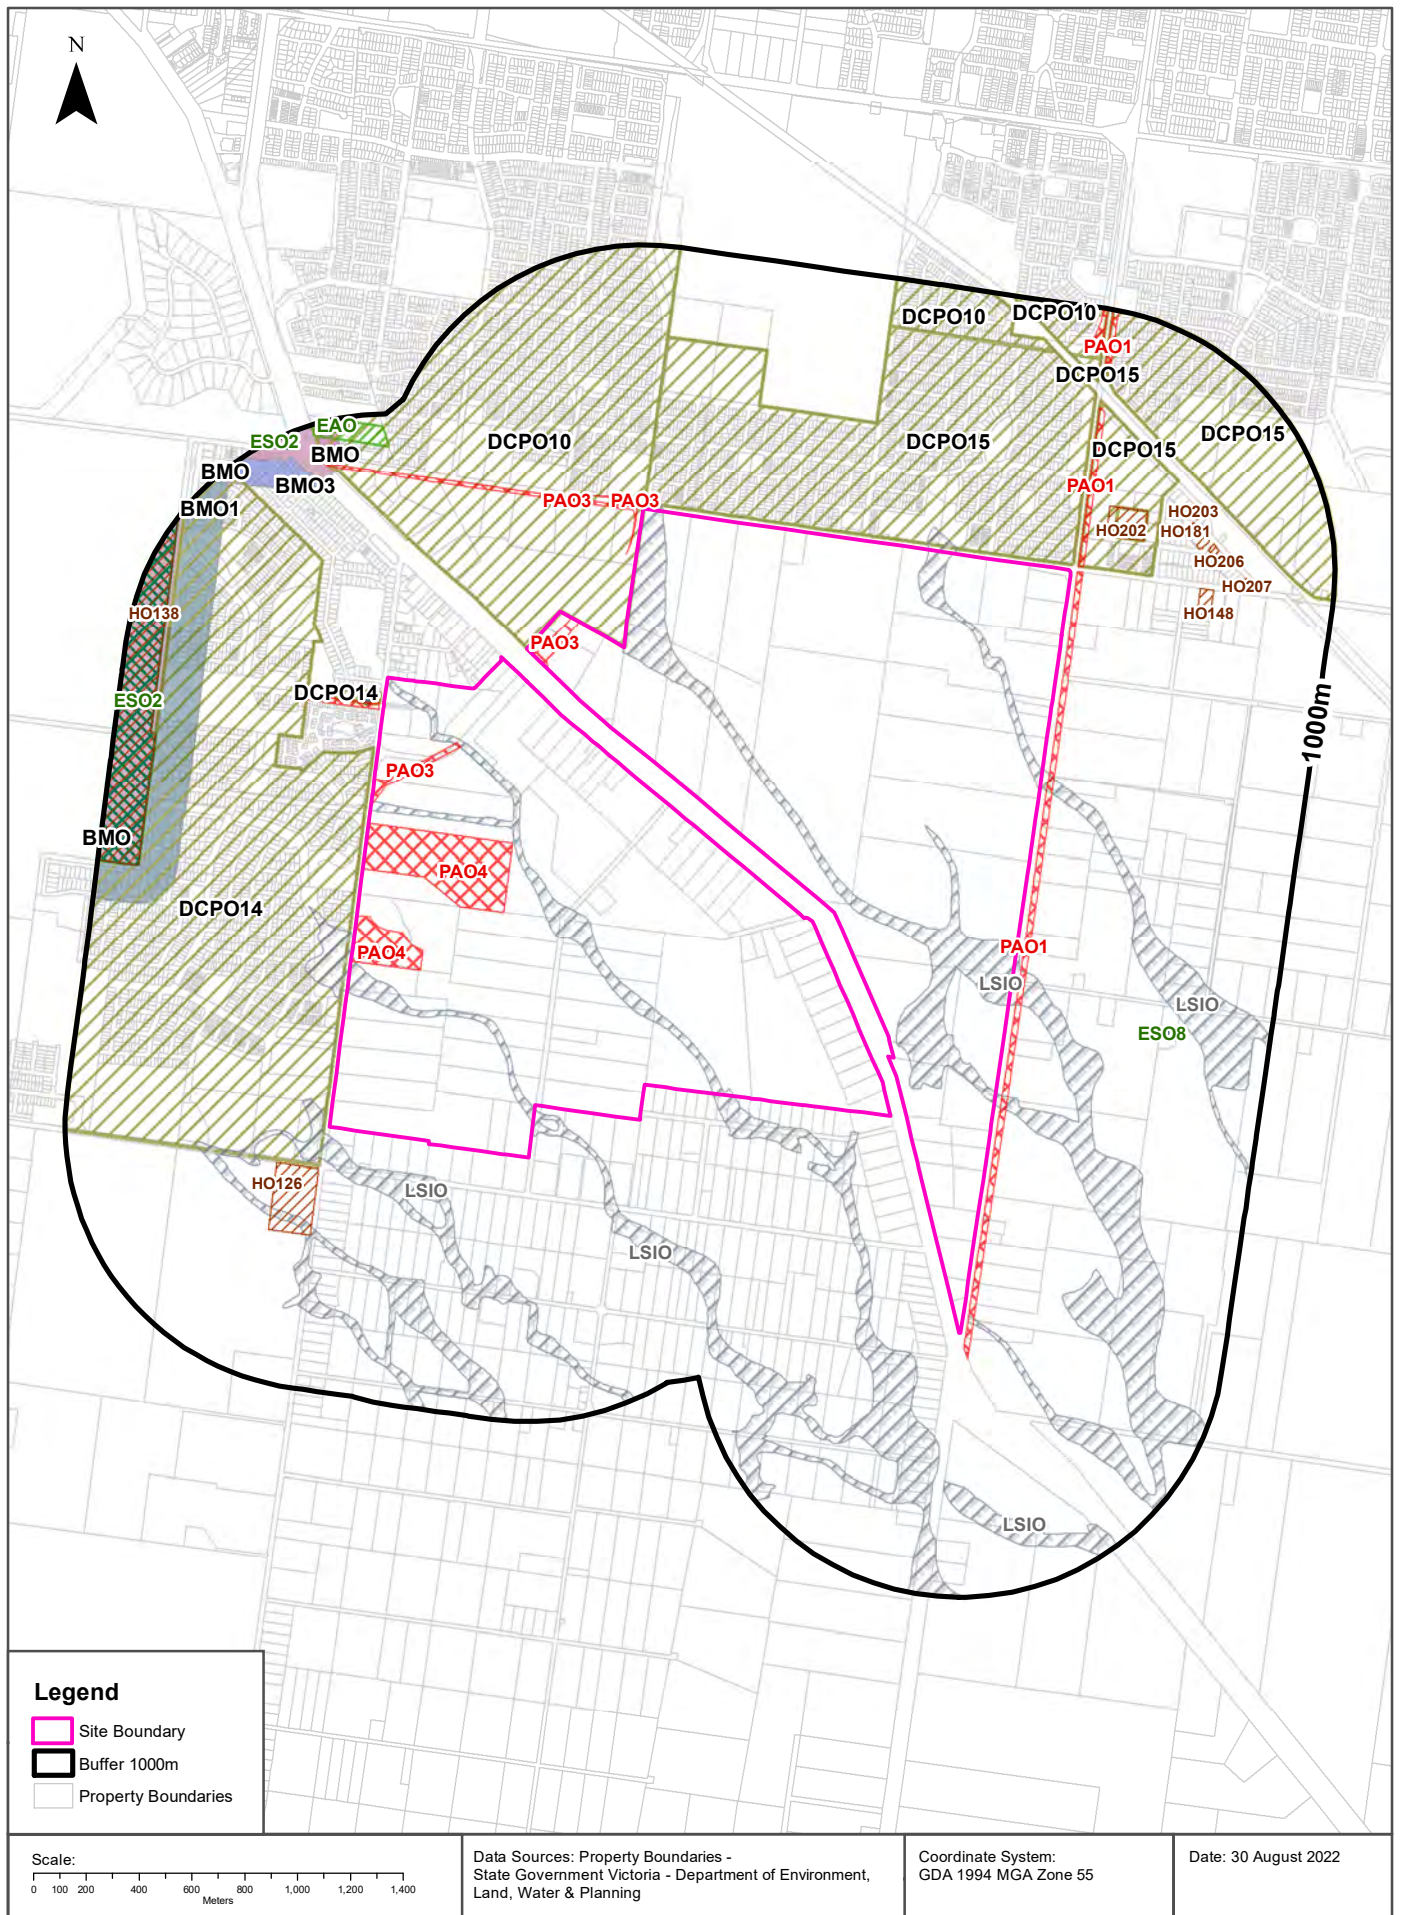 N
DCPO10
DCPO10
PAO1
DCPO15
EAO
ESO2
DCPO10
DCPO15
DCPO15
DCPO15
BMO
BMO
BMO3
PAO1
BMO1
PAO3
PAO3
HO203
HO202
HO181
HO206
HO207
HO138
HO148
PAO3
DCPO14
ESO2
1000m
PAO3
BMO
PAO4
DCPO14
PAO4
PAO1
LSIO
LSIO
ESO8
HO126
LSIO
LSIO
LSIO
Legend
Site Boundary
Buffer 1000m
Property Boundaries
Scale:
0 100 200 400 600 800 1,000 1,200 1,400
Meters
Data Sources: Property Boundaries -
State Government Victoria - Department of Environment,
Land, Water & Planning
Coordinate System:
GDA 1994 MGA Zone 55
Date: 30 August 2022